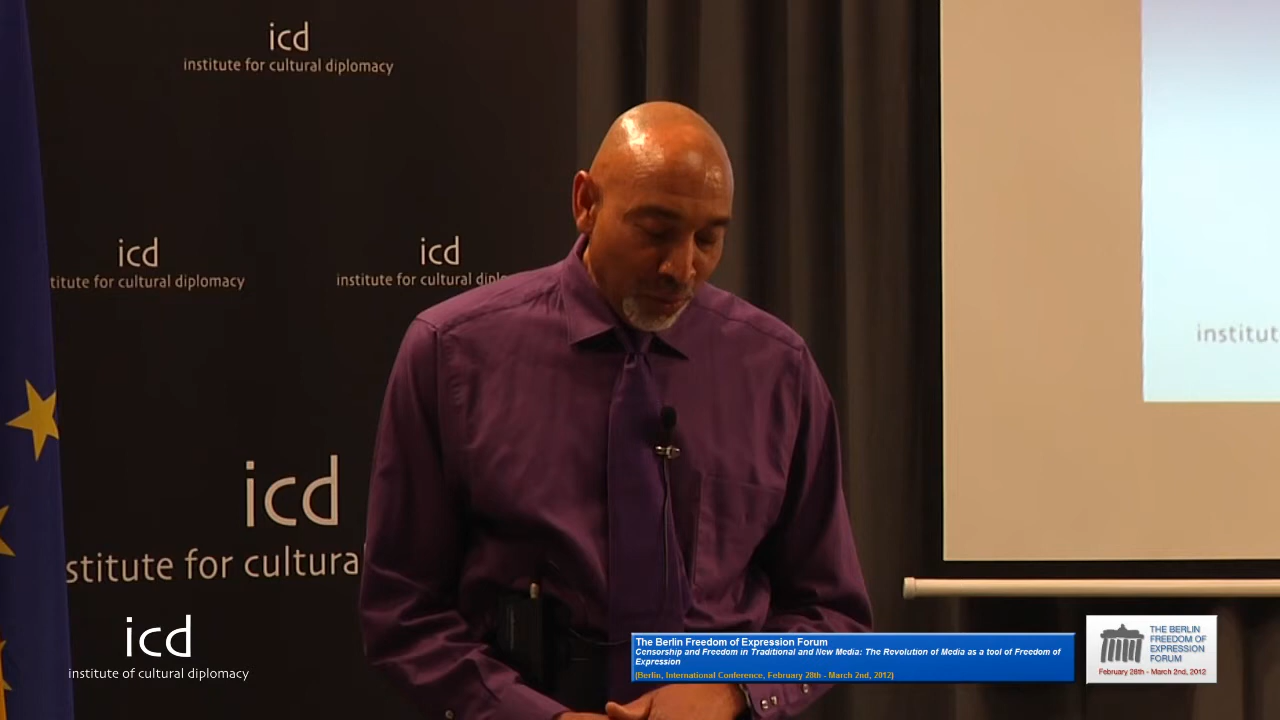 icd
institute for cultural diplomacy
icd
titute for cultural diplomacy
icd
institute for cultural dipl
institut
icd
stitute for cultura
icd
institute of cultural diplomacy
The Berlin Freedom of Expression Forum
Censorship and Freedom in Traditional and New Media: The Revolution of Media as a tool of Freedom of
Expression
(Berlin, International Conference, February 28th - March 2nd, 2012)
THE BERLIN
FREEDOM OF
EXPRESSION
FORUM
February 28th - March 2nd, 2012